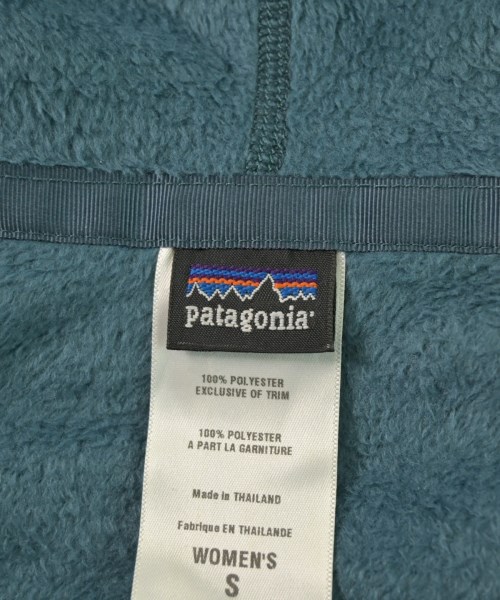 patagonia®
100% POLYESTER
EXCLUSIVE OF TRIM
100% POLYESTER
A PART LA GARNITURE
Made in THAILAND
Fabrique EN THAILANDE
WOMEN'S
S